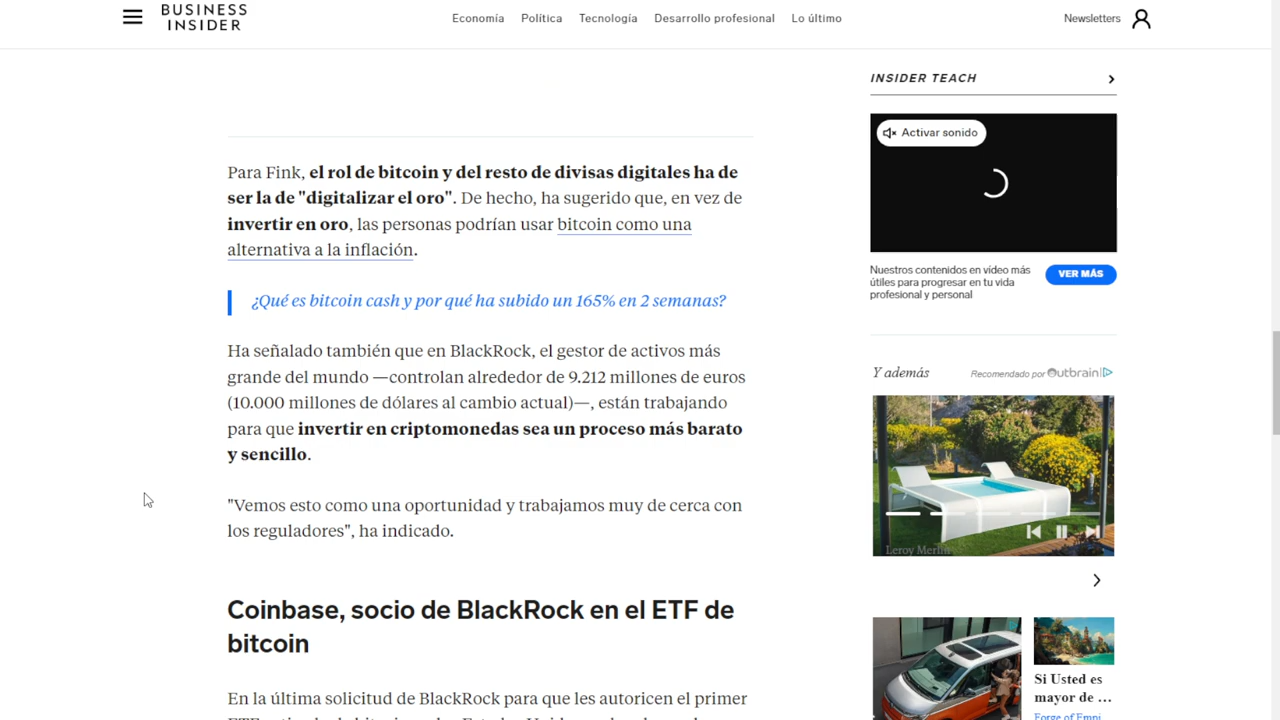 BUSINESS
INSIDER
Economía Política Tecnología Desarrollo profesional Lo último
Newsletters
Para Fink, el rol de bitcoin y del resto de divisas digitales ha de
ser la de "digitalizar el oro". De hecho, ha sugerido que, en vez de
invertir en oro, las personas podrían usar bitcoin como una
alternativa a la inflación.
¿Qué es bitcoin cash y por qué ha subido un 165% en 2 semanas?
Ha señalado también que en BlackRock, el gestor de activos más
grande del mundo —controlan alrededor de 9.212 millones de euros
(10.000 millones de dólares al cambio actual)—, están trabajando
para que invertir en criptomonedas sea un proceso más barato
y sencillo.
"Vemos esto como una oportunidad y trabajamos muy de cerca con
los reguladores", ha indicado.
Coinbase, socio de BlackRock en el ETF de
bitcoin
En la última solicitud de BlackRock para que les autoricen el primer
INSIDER TEACH
Activar sonido
Nuestros contenidos en vídeo más
útiles para progresar en tu vida
profesional y personal
VER MÁS
Y además
Recomendado por Outbrain
Leroy Merlin
Si Usted es
mayor de ...
Forge of Empi